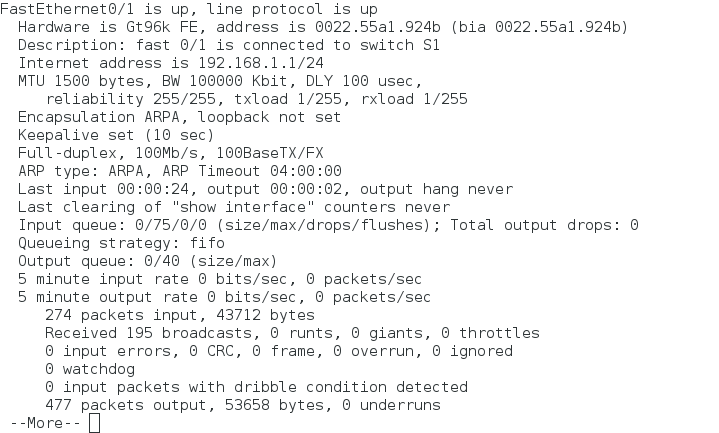 FastEthernet0/1 is up, line protocol is up
Hardware is Gt96k FE, address is 0022.55a1.924b (bia 0022.55a1.924b)
Description: fast 0/1 is connected to switch S1
Internet address is 192.168.1.1/24
MTU 1500 bytes, BW 100000 Kbit, DLY 100 usec,
reliability 255/255, txload 1/255, rxload 1/255
Encapsulation ARPA, loopback not set
Keepalive set (10 sec)
Full-duplex, 100Mb/s, 100BaseTX/FX
ARP type: ARPA, ARP Timeout 04:00:00
Last input 00:00:24, output 00:00:02, output hang never
Last clearing of "show interface" counters never
Input queue: 0/75/0/0 (size/max/drops/flushes); Total output drops: 0
Queueing strategy: fifo
Output queue: 0/40 (size/max)
5 minute input rate 0 bits/sec, 0 packets/sec
5 minute output rate 0 bits/sec, 0 packets/sec
274 packets input, 43712 bytes
Received 195 broadcasts, 0 runts, 0 giants, 0 throttles
0 input errors, 0 CRC, 0 frame, 0 overrun, 0 ignored
0 watchdog
0 input packets with dribble condition detected
477 packets output, 53658 bytes, 0 underruns
--More--